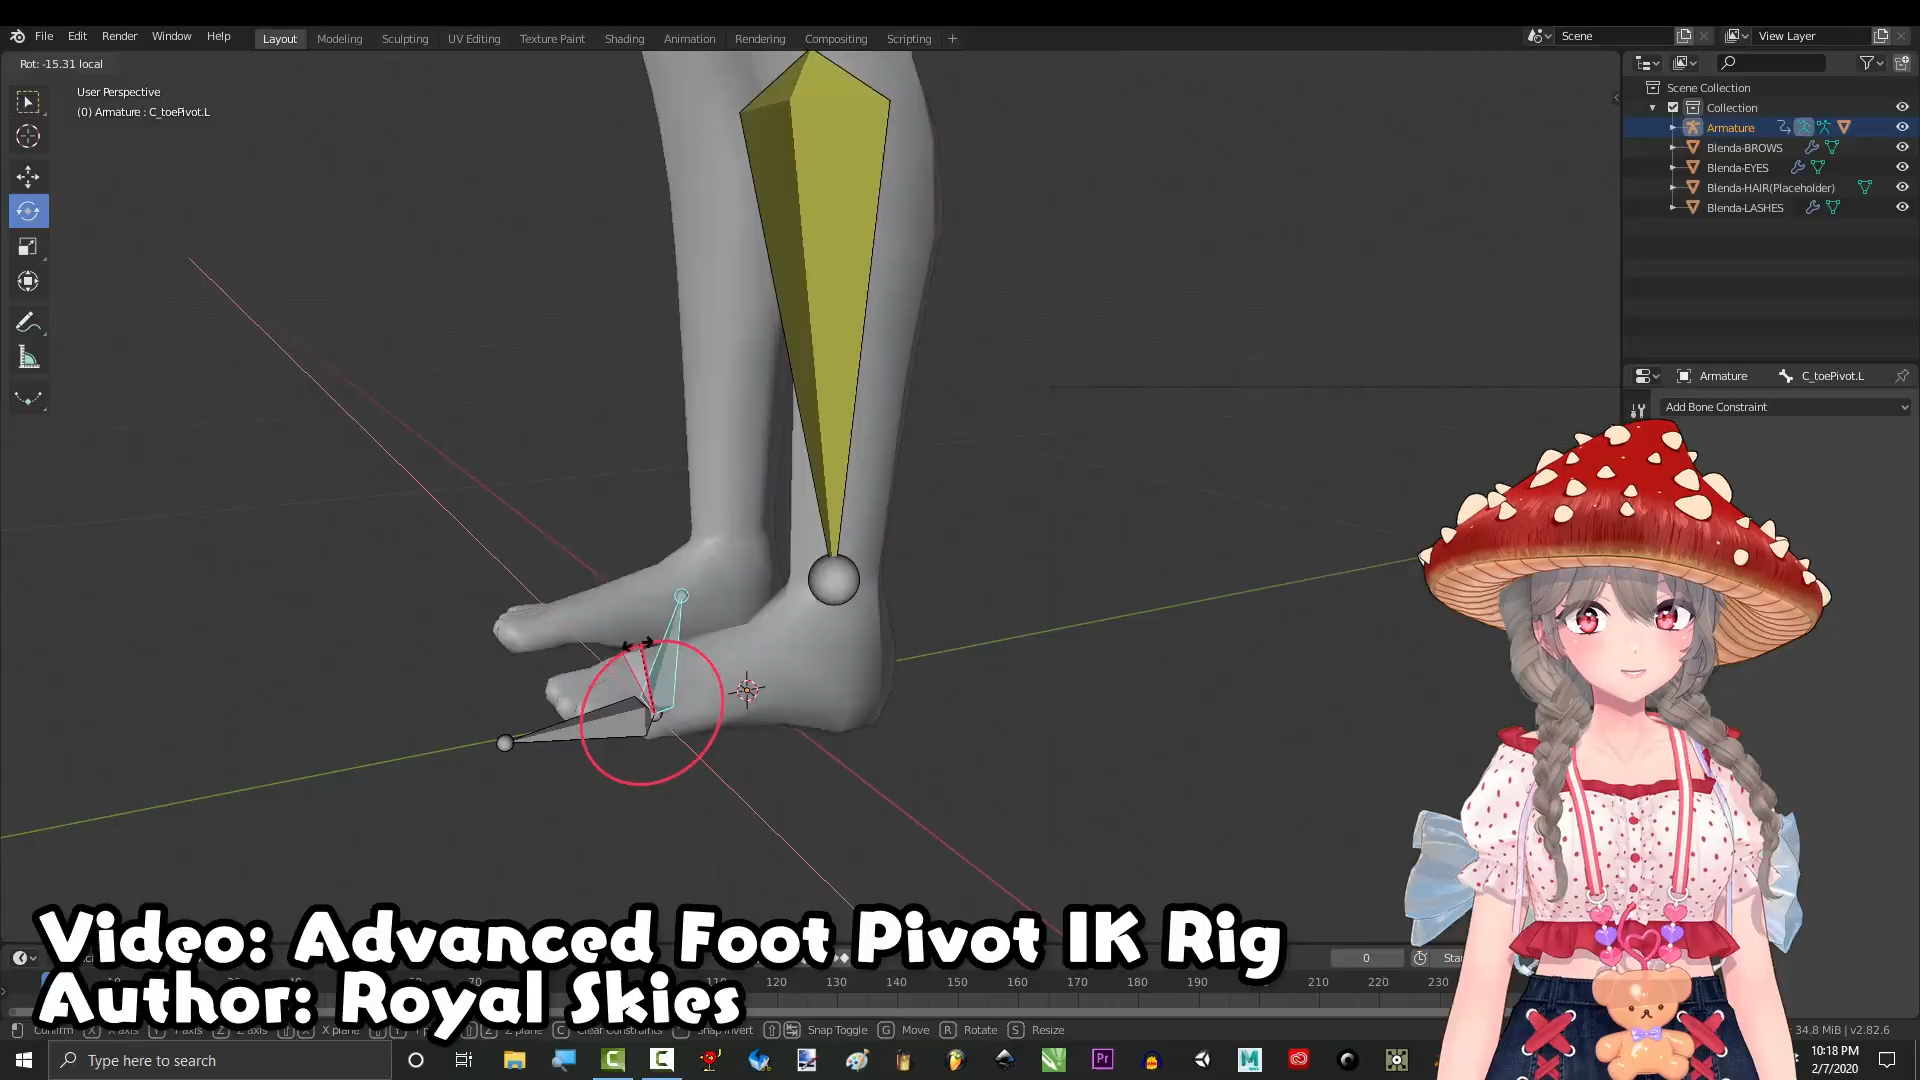 File Edit Render Window Help Layout Modeling Sculpting UV Editing Texture Paint Shading Animation Rendering Compositing Scripting + Scene View Layer
Rot: -15.31 local
User Perspective
(0) Armature : C_toePivot.L
Scene Collection
Collection
Armature
Blenda-BROWS
Blenda-EYES
Blenda-HAIR(Placeholder)
Blenda-LASHES
Armature C_toePivot.L
Add Bone Constraint
Video: Advanced Foot Pivot IK Rig
Author: Royal Skies
0
110 120 130 140 150 160 170 180 190 200 210 220 230
Snap Toggle G Move R Rotate S Resize
34.8 MiB | v2.82.6
Type here to search
10:18 PM
2/7/2020